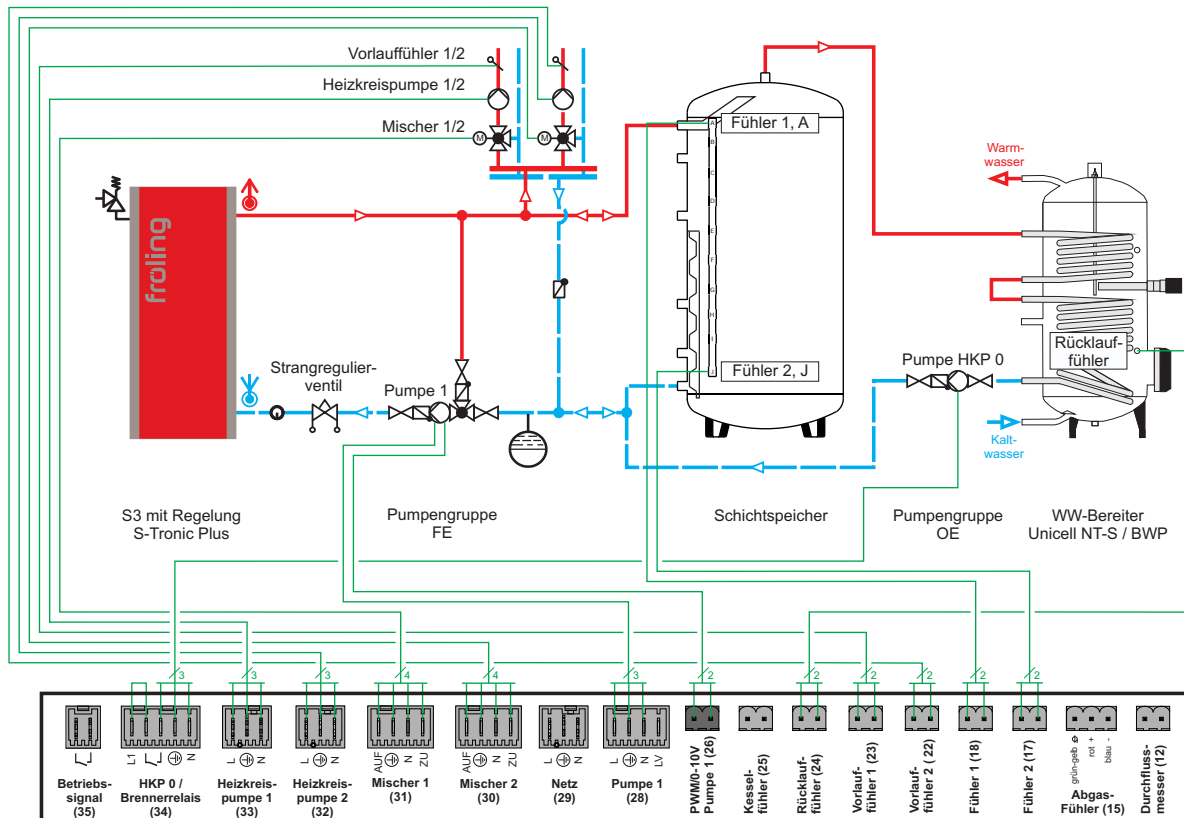 Vorlauffühler 1/2
Heizkreispumpe 1/2
Mischer 1/2
M
M
fröling
Strangregulier-
ventil
Pumpe 1
Fühler 1, A
A
B
C
D
E
F
G
H
I
J
Fühler 2, J
Warm-
wasser
Rücklauf-
fühler
Pumpe HKP 0
Kalt-
wasser
S3 mit Regelung
S-Tronic Plus
Pumpengruppe
FE
Schichtspeicher
Pumpengruppe
OE
WW-Bereiter
Unicell NT-S / BWP
3
3
3
4
4
3
2
2
2
2
2
2
L1
N
L
N
L
N
AUF
N
ZU
AUF
N
ZU
L
N
L
N
LV
grün-gelb
rot +
blau -
Betriebs-
signal
(35)
HKP 0 /
Brennerrelais
(34)
Heizkreis-
pumpe 1
(33)
Heizkreis-
pumpe 2
(32)
Mischer 1
(31)
Mischer 2
(30)
Netz
(29)
Pumpe 1
(28)
PWM/0-10V
Pumpe 1 (26)
Kessel-
fühler (25)
Rücklauf-
fühler (24)
Vorlauf-
fühler 1 (23)
Vorlauf-
fühler 2 (22)
Fühler 1 (18)
Fühler 2 (17)
Abgas-
Fühler (15)
Durchfluss-
messer (12)